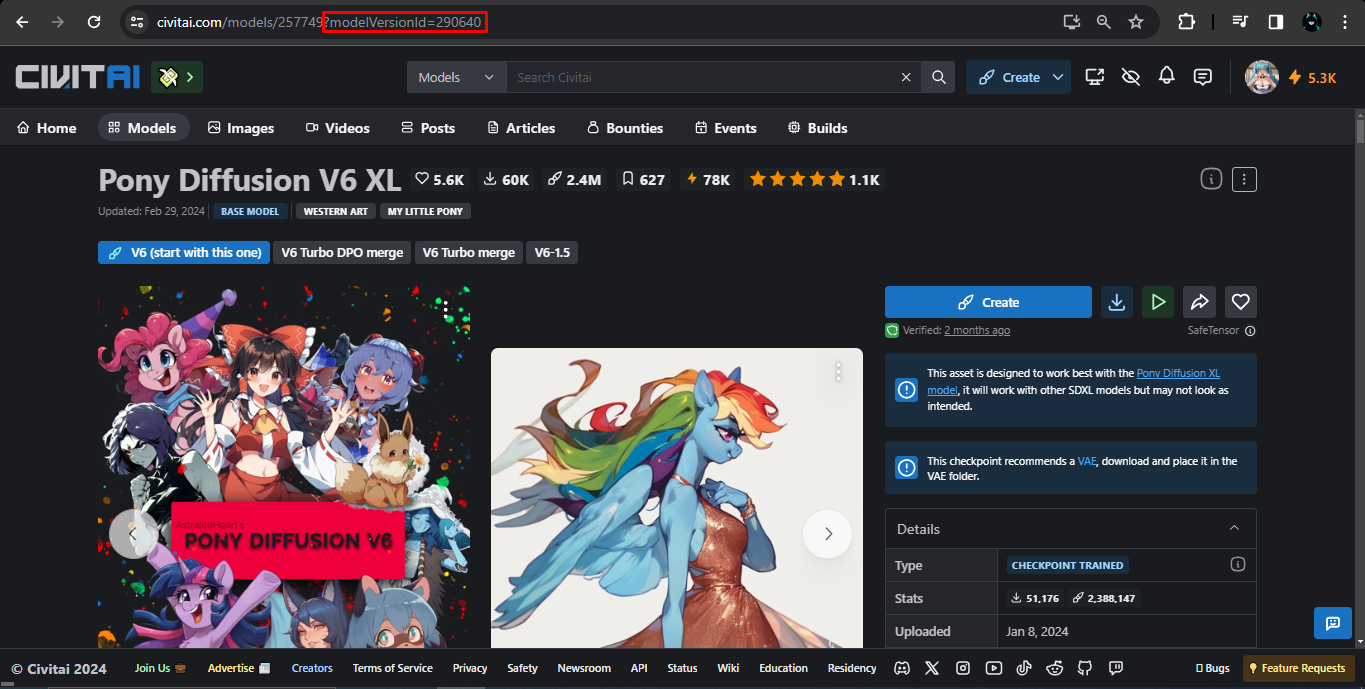 civitai.com/models/257749?modelVersionId=290640
CIVITAI
Models
Search Civitai
Create
5.3K
Home
Models
Images
Videos
Posts
Articles
Bounties
Events
Builds
Pony Diffusion V6 XL
5.6K
60K
2.4M
627
78K
1.1K
Updated: Feb 29, 2024
BASE MODEL
WESTERN ART
MY LITTLE PONY
V6 (start with this one)
V6 Turbo DPO merge
V6 Turbo merge
V6-1.5
AstraliteHeart's
PONY DIFFUSION V6
Create
Verified: 2 months ago
SafeTensor
This asset is designed to work best with the Pony Diffusion XL
model, it will work with other SDXL models but may not look as
intended.
This checkpoint recommends a VAE, download and place it in the
VAE folder.
Details
Type
CHECKPOINT TRAINED
Stats
51,176
2,388,147
Uploaded
Jan 8, 2024
© Civitai 2024
Join Us
Advertise
Creators
Terms of Service
Privacy
Safety
Newsroom
API
Status
Wiki
Education
Residency
Bugs
Feature Requests